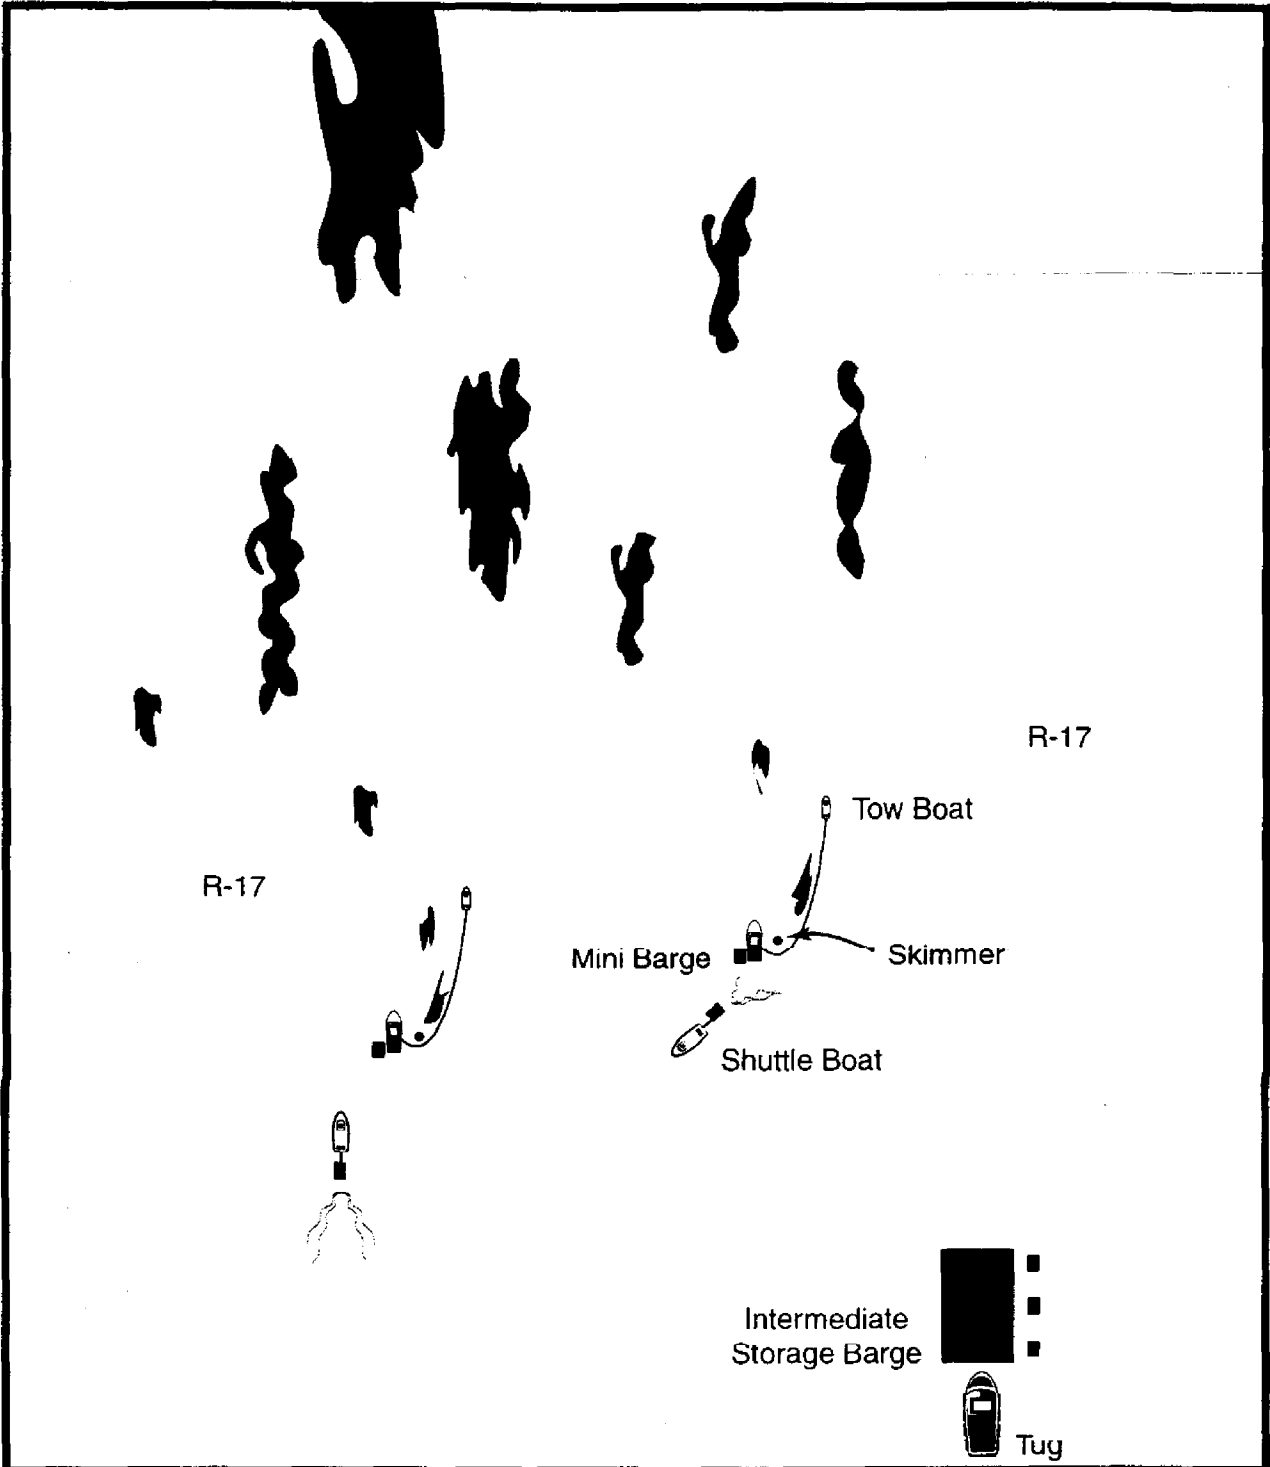 R-17
Tow Boat
R-17
Mini Barge
Skimmer
Shuttle Boat
Intermediate
Storage Barge
Tug